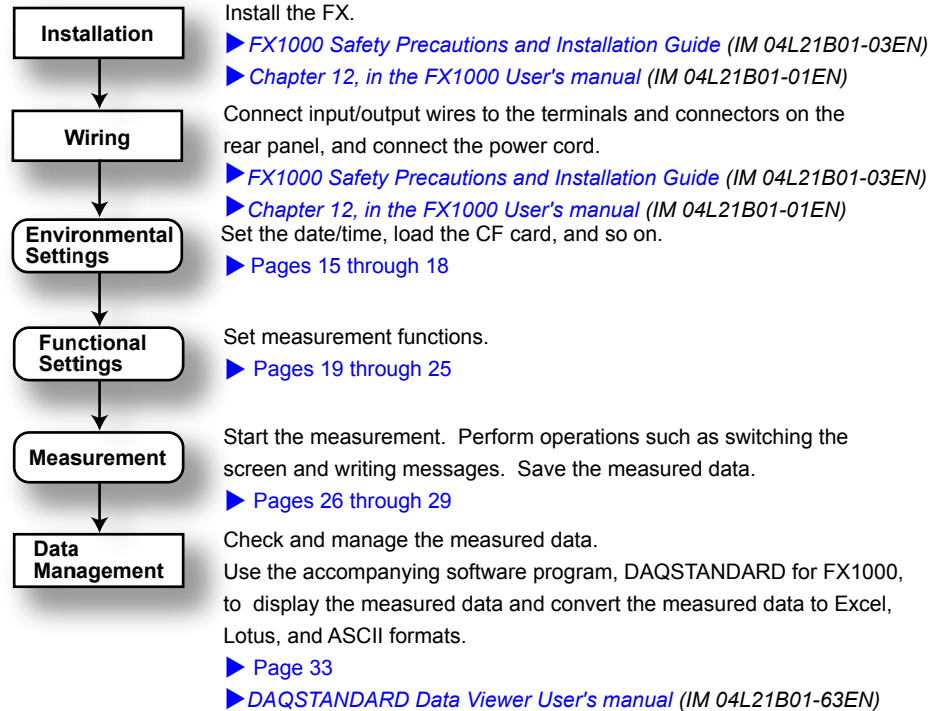 Installation
Install the FX.
▶FX1000 Safety Precautions and Installation Guide (IM 04L21B01-03EN)
▶Chapter 12, in the FX1000 User's manual (IM 04L21B01-01EN)
Wiring
Connect input/output wires to the terminals and connectors on the
rear panel, and connect the power cord.
▶FX1000 Safety Precautions and Installation Guide (IM 04L21B01-03EN)
▶Chapter 12, in the FX1000 User's manual (IM 04L21B01-01EN)
Environmental
Settings
Set the date/time, load the CF card, and so on.
▶ Pages 15 through 18
Functional
Settings
Set measurement functions.
▶ Pages 19 through 25
Measurement
Start the measurement. Perform operations such as switching the
screen and writing messages. Save the measured data.
▶ Pages 26 through 29
Data
Management
Check and manage the measured data.
Use the accompanying software program, DAQSTANDARD for FX1000,
to display the measured data and convert the measured data to Excel,
Lotus, and ASCII formats.
▶ Page 33
▶DAQSTANDARD Data Viewer User's manual (IM 04L21B01-63EN)